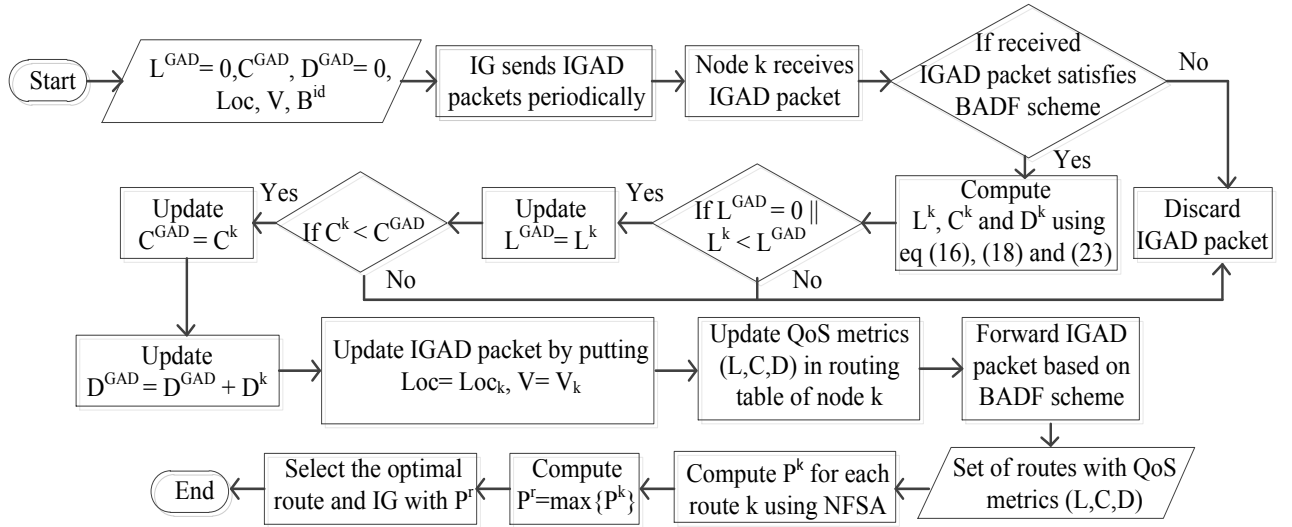 Start
L^GAD = 0,C^GAD, D^GAD = 0,
Loc, V, B^id
IG sends IGAD
packets periodically
Node k receives
IGAD packet
If received
IGAD packet satisfies
BADF scheme
No
Yes
Discard
IGAD packet
Compute
L^k, C^k and D^k using
eq (16), (18) and (23)
If L^GAD = 0 ||
L^k < L^GAD
Yes
No
Update
L^GAD = L^k
If C^k < C^GAD
Yes
No
Update
C^GAD = C^k
Update
D^GAD = D^GAD + D^k
Update IGAD packet by putting
Loc= Loc_k, V= V_k
Update QoS metrics
(L,C,D) in routing
table of node k
Forward IGAD
packet based on
BADF scheme
Set of routes with QoS
metrics (L,C,D)
Compute P^k for each
route k using NFSA
Compute
P^r=max{P^k}
Select the optimal
route and IG with P^r
End